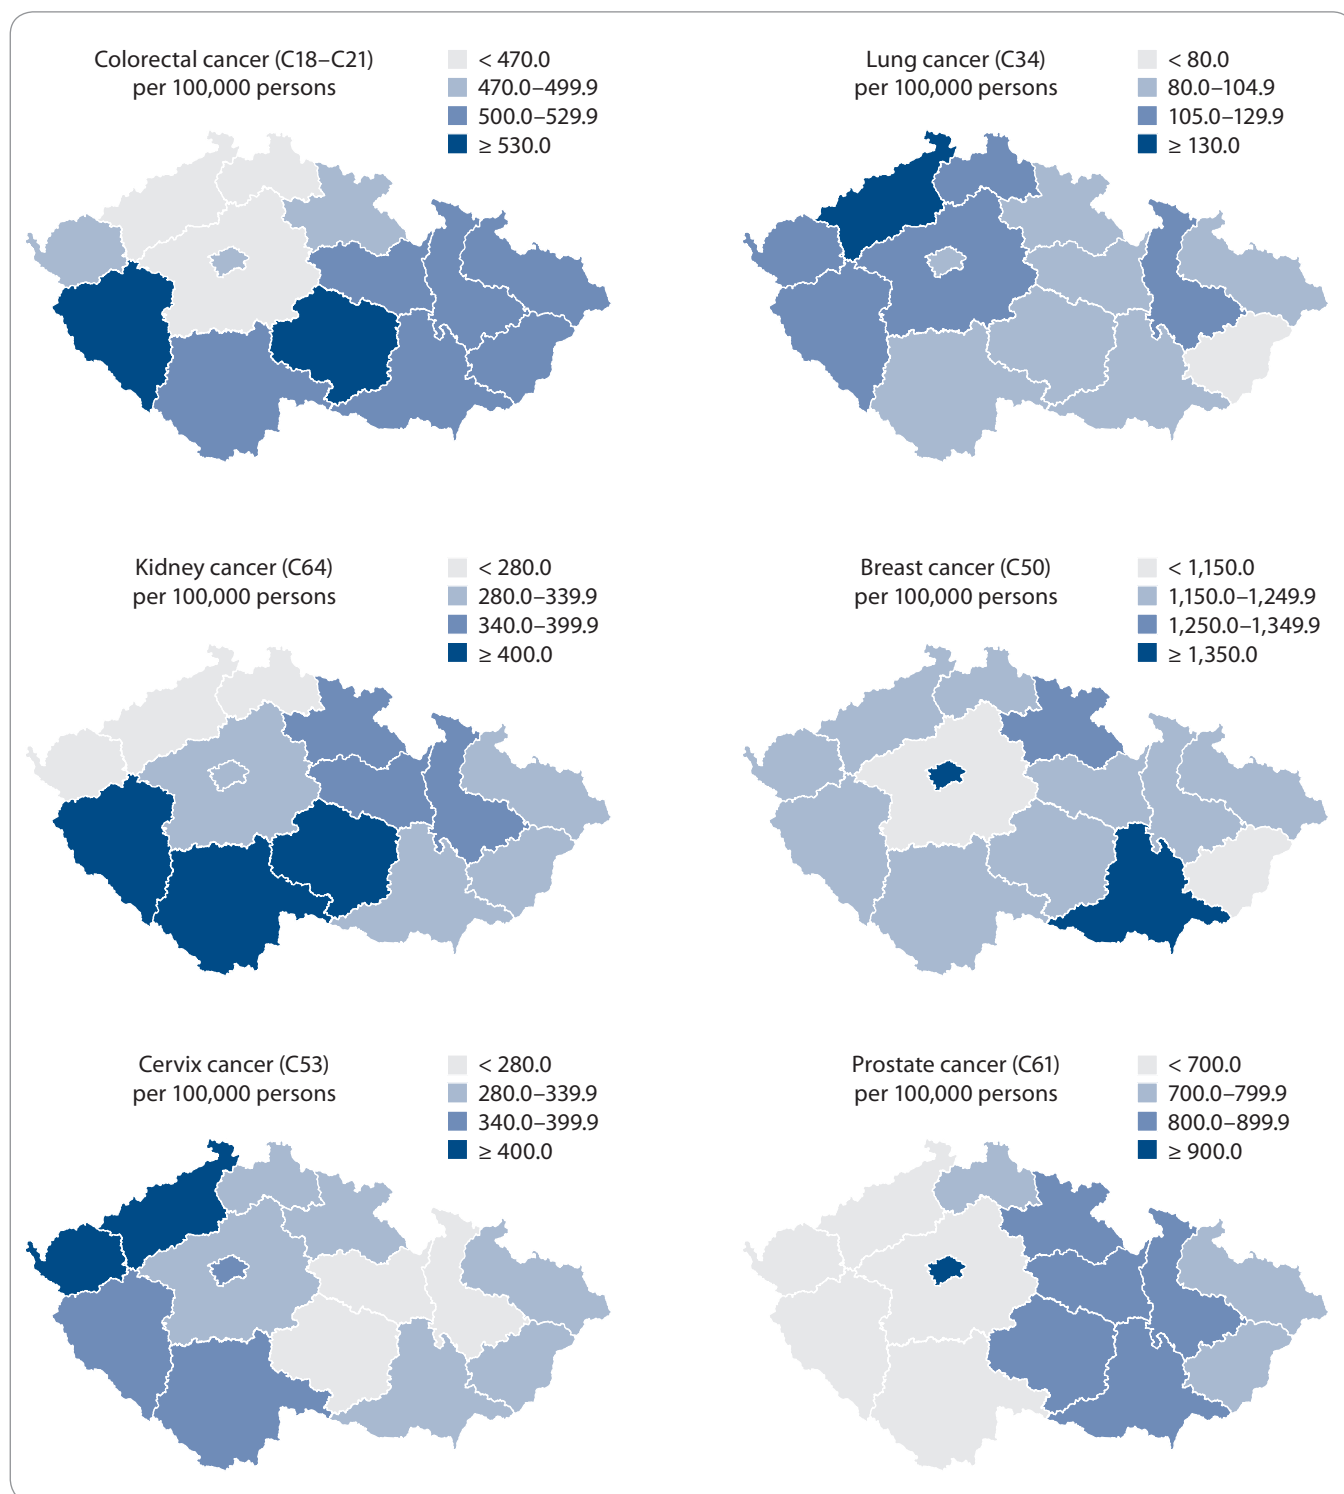 Colorectal cancer (C18–C21)
per 100,000 persons
< 470.0
470.0–499.9
500.0–529.9
≥ 530.0
Lung cancer (C34)
per 100,000 persons
< 80.0
80.0–104.9
105.0–129.9
≥ 130.0
Kidney cancer (C64)
per 100,000 persons
< 280.0
280.0–339.9
340.0–399.9
≥ 400.0
Breast cancer (C50)
per 100,000 persons
< 1,150.0
1,150.0–1,249.9
1,250.0–1,349.9
≥ 1,350.0
Cervix cancer (C53)
per 100,000 persons
< 280.0
280.0–339.9
340.0–399.9
≥ 400.0
Prostate cancer (C61)
per 100,000 persons
< 700.0
700.0–799.9
800.0–899.9
≥ 900.0